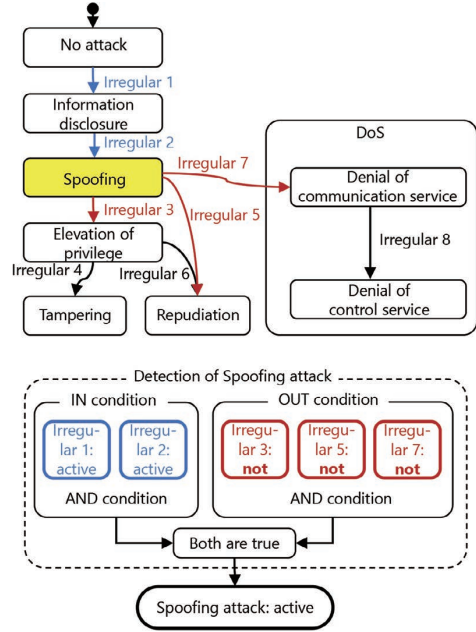 No attack
Irregular 1
Information
disclosure
Irregular 2
Spoofing
Irregular 7
Irregular 3
Irregular 5
Elevation of
privilege
Irregular 4
Irregular 6
Tampering
Repudiation
DoS
Denial of
communication service
Irregular 8
Denial of
control service
Detection of Spoofing attack
IN condition
Irregu-
lar 1:
active
Irregu-
lar 2:
active
AND condition
OUT condition
Irregu-
lar 3:
not
Irregu-
lar 5:
not
Irregu-
lar 7:
not
AND condition
Both are true
Spoofing attack: active